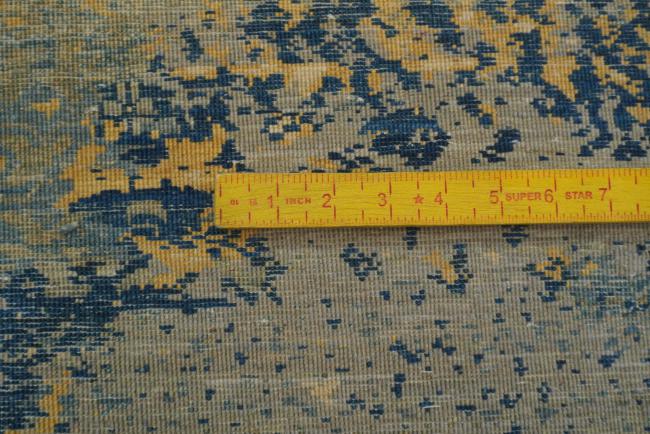 1 INCH 2 3 ★ 4 5 SUPER 6 STAR 7